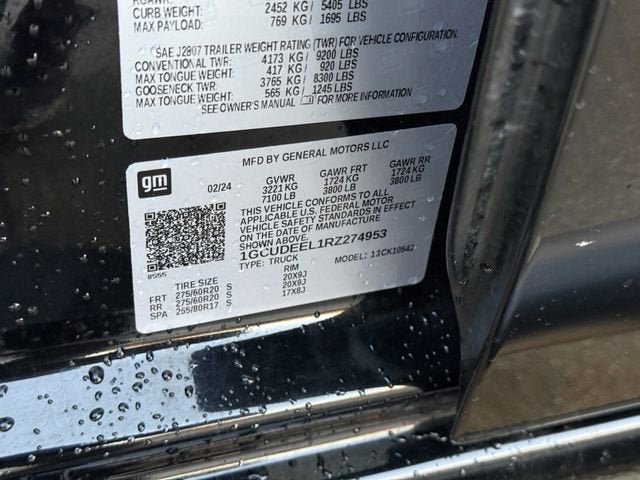 CURB WEIGHT: 2452 KG / 5405 LBS
MAX PAYLOAD: 769 KG / 1695 LBS
SAE J2807 TRAILER WEIGHT RATING (TWR) FOR VEHICLE CONFIGURATION.
CONVENTIONAL TWR: 4173 KG / 9200 LBS
MAX TONGUE WEIGHT: 417 KG / 920 LBS
GOOSENECK TWR 3765 KG / 8300 LBS
MAX TONGUE WEIGHT: 565 KG / 1245 LBS
SEE OWNER'S MANUAL FOR MORE INFORMATION
MFD BY GENERAL MOTORS LLC
gm
02/24
GVWR GAWR FRT GAWR RR
3221 KG 1724 KG 1724 KG
7100 LB 3800 LB 3800 LB
THIS VEHICLE CONFORMS TO ALL
APPLICABLE U.S. FEDERAL MOTOR
VEHICLE SAFETY STANDARDS IN EFFECT
ON THE DATE OF MANUFACTURE
SHOWN ABOVE.
1GCUDEEL1RZ274953
TYPE: TRUCK MODEL: 13CK10543
8555
TIRE SIZE RIM
FRT 275/60R20 S 20X9J
RR 275/60R20 S 20X9J
SPA 255/80R17 S 17X8J